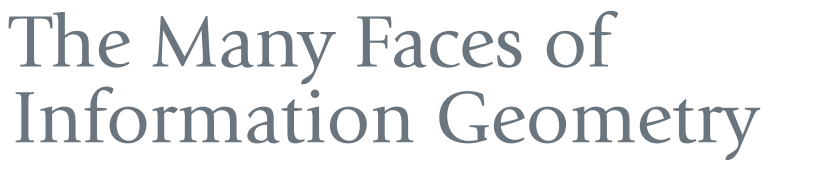 The Many Faces of
Information Geometry